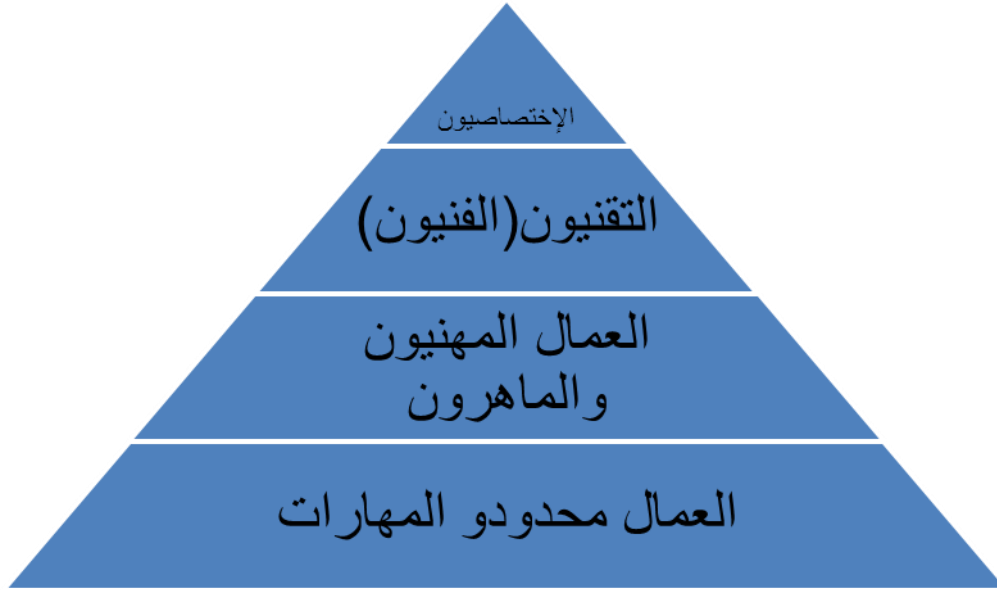 الإختصاصيون
التقنيون(الفنيون)
العمال المهنيون
والماهرون
العمال محدودو المهارات